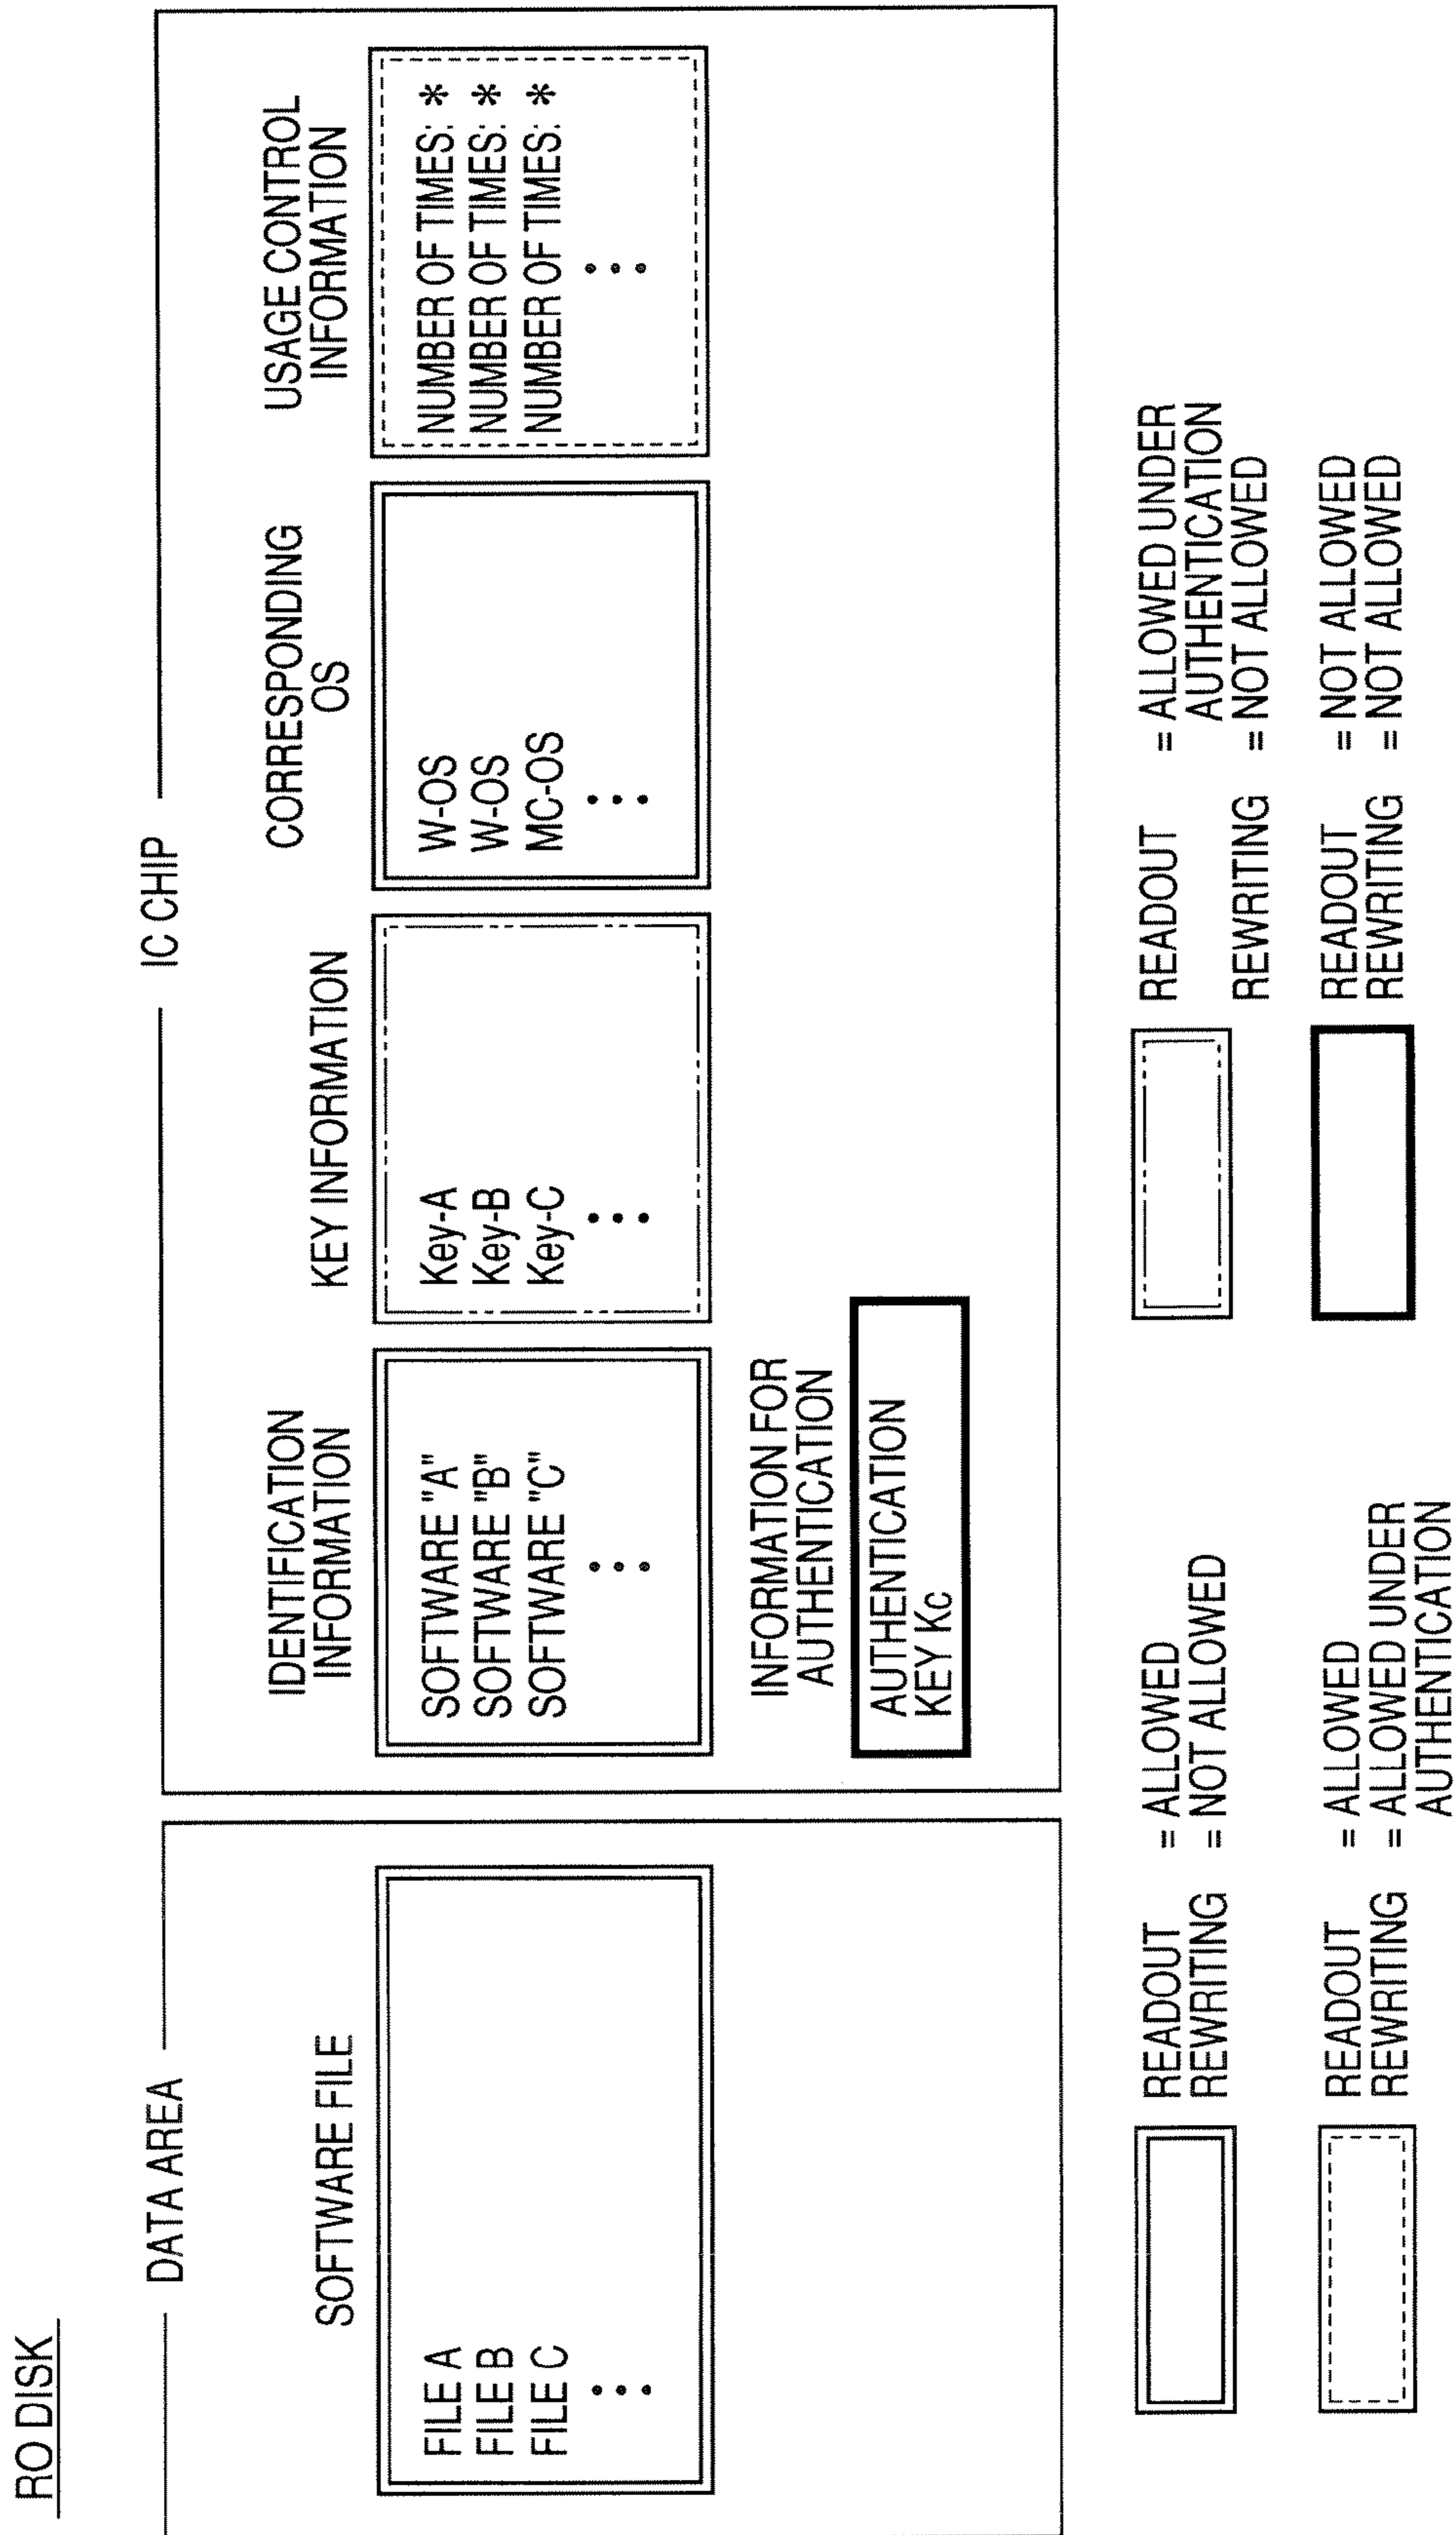 RO DISK
DATA AREA
SOFTWARE FILE
FILE A
FILE B
FILE C
IC CHIP
IDENTIFICATION
INFORMATION
SOFTWARE "A"
SOFTWARE "B"
SOFTWARE "C"
KEY INFORMATION
Key-A
Key-B
Key-C
CORRESPONDING
OS
W-OS
W-OS
MC-OS
USAGE CONTROL
INFORMATION
NUMBER OF TIMES: *
NUMBER OF TIMES: *
NUMBER OF TIMES: *
INFORMATION FOR
AUTHENTICATION
AUTHENTICATION
KEY Kc
READOUT = ALLOWED
REWRITING = NOT ALLOWED
READOUT = ALLOWED UNDER
AUTHENTICATION
REWRITING = NOT ALLOWED
READOUT = ALLOWED
REWRITING = ALLOWED UNDER
AUTHENTICATION
READOUT = NOT ALLOWED
REWRITING = NOT ALLOWED